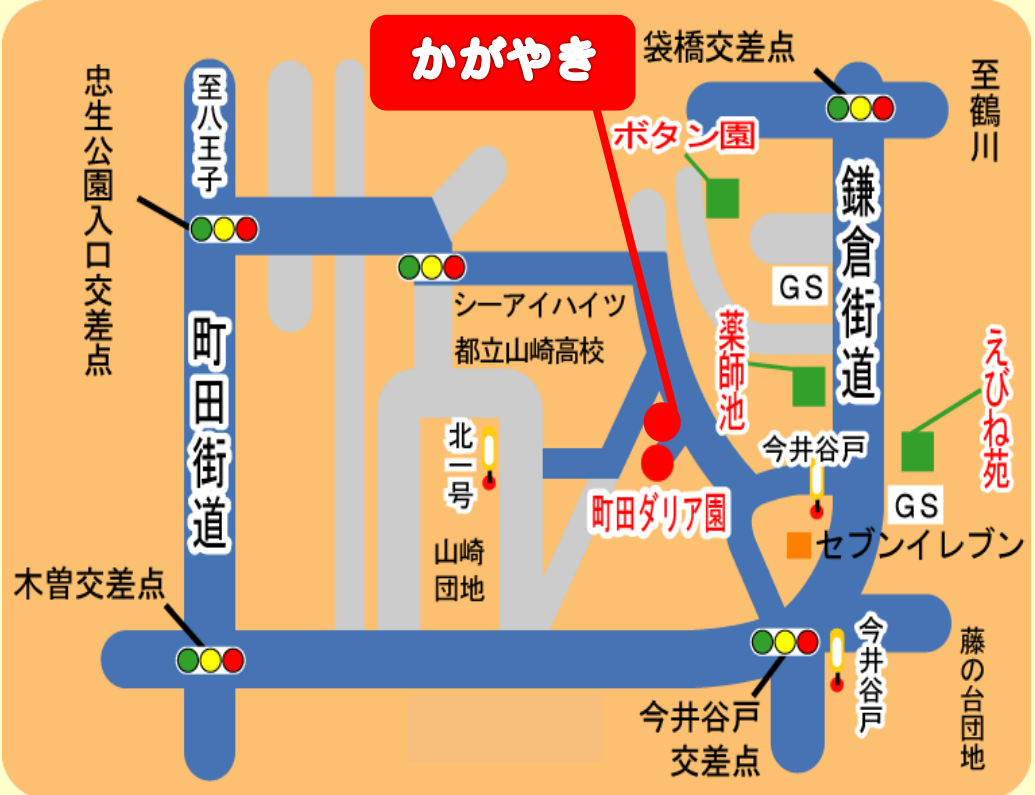 かがやき
袋橋交差点
至鶴川
忠生公園入口交差点
至八王子
ボタン園
鎌倉街道
GS
シーアイハイツ
都立山崎高校
町田街道
薬師池
えびね苑
北一号
今井谷戸
GS
町田ダリア園
セブンイレブン
山崎
団地
木曽交差点
今井谷戸
藤の台団地
今井谷戸
交差点